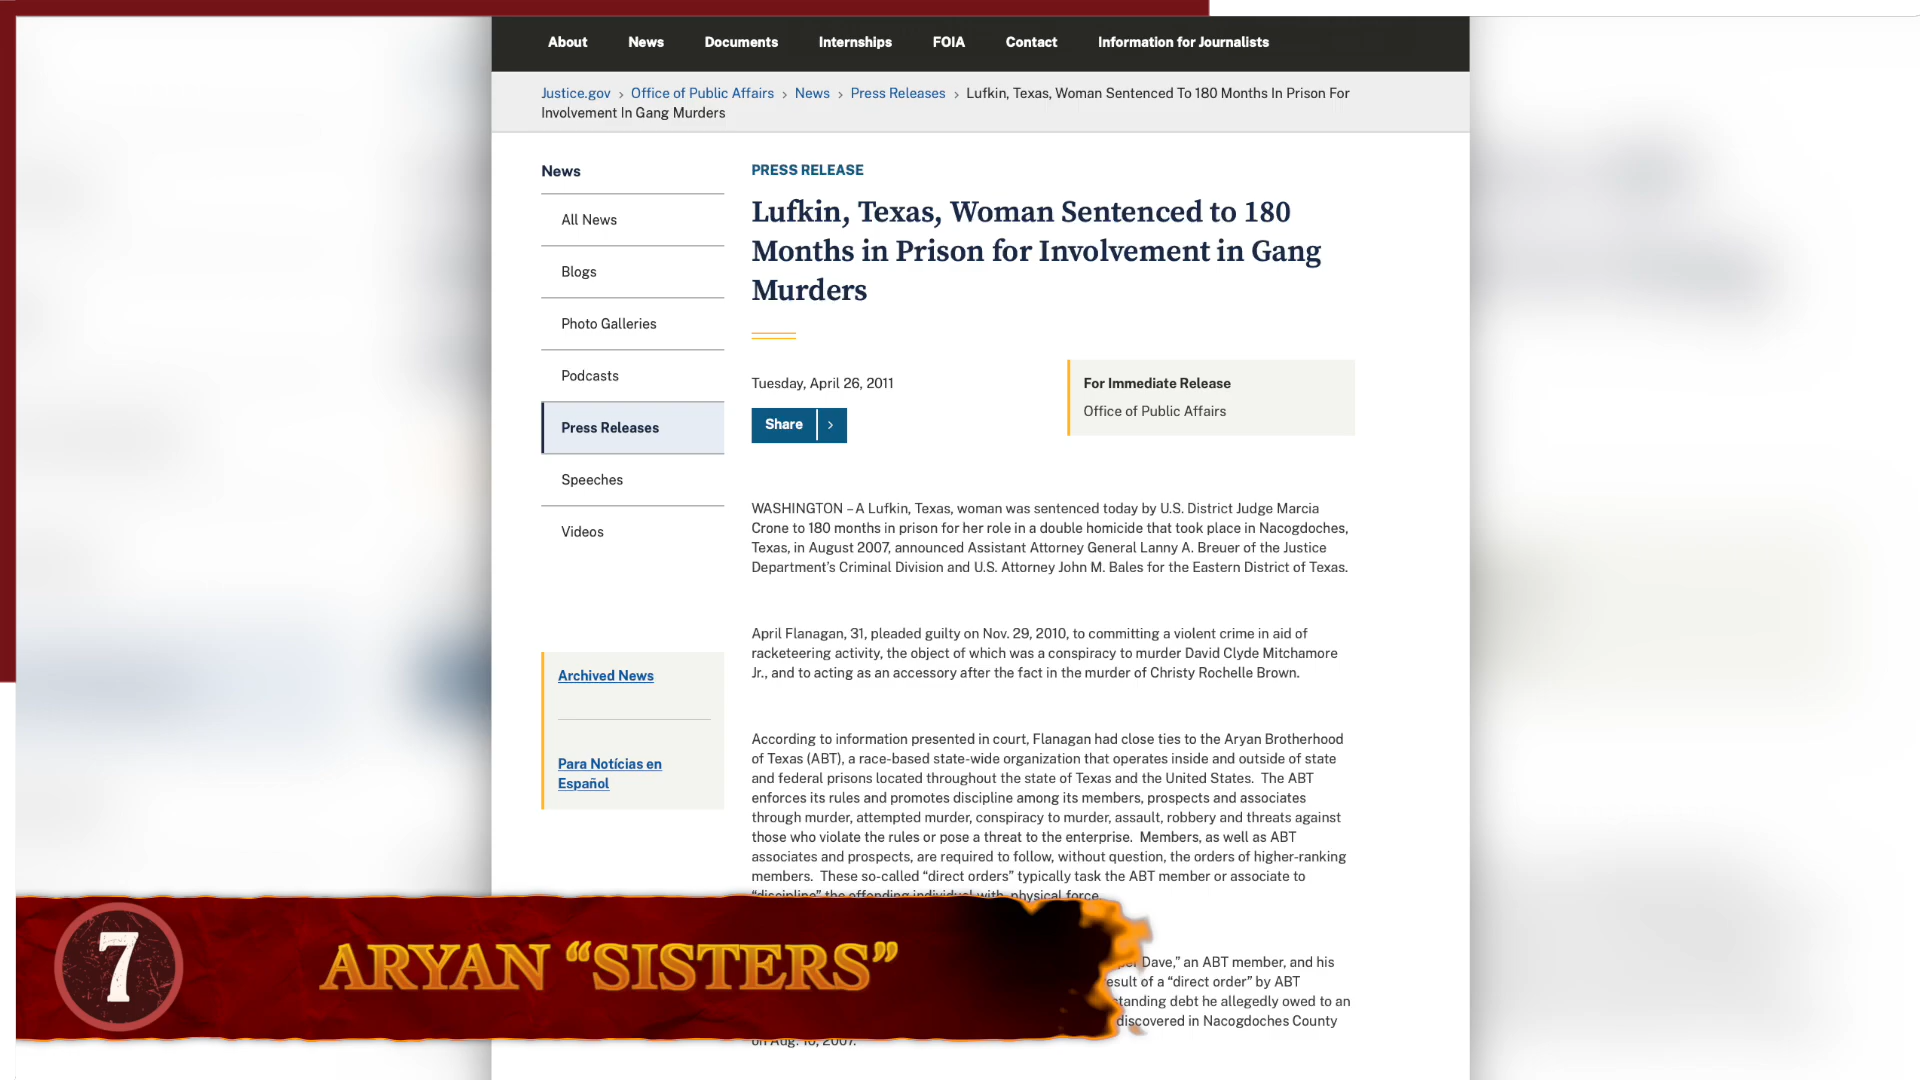 About News Documents Internships FOIA Contact Information for Journalists
Justice.gov > Office of Public Affairs > News > Press Releases > Lufkin, Texas, Woman Sentenced To 180 Months In Prison For
Involvement In Gang Murders
News
All News
Blogs
Photo Galleries
Podcasts
Press Releases
Speeches
Videos
Archived News
Para Notícias en
Español
PRESS RELEASE
Lufkin, Texas, Woman Sentenced to 180
Months in Prison for Involvement in Gang
Murders
Tuesday, April 26, 2011
Share >
For Immediate Release
Office of Public Affairs
WASHINGTON – A Lufkin, Texas, woman was sentenced today by U.S. District Judge Marcia
Crone to 180 months in prison for her role in a double homicide that took place in Nacogdoches,
Texas, in August 2007, announced Assistant Attorney General Lanny A. Breuer of the Justice
Department's Criminal Division and U.S. Attorney John M. Bales for the Eastern District of Texas.
April Flanagan, 31, pleaded guilty on Nov. 29, 2010, to committing a violent crime in aid of
racketeering activity, the object of which was a conspiracy to murder David Clyde Mitchamore
Jr., and to acting as an accessory after the fact in the murder of Christy Rochelle Brown.
According to information presented in court, Flanagan had close ties to the Aryan Brotherhood
of Texas (ABT), a race-based state-wide organization that operates inside and outside of state
and federal prisons located throughout the state of Texas and the United States. The ABT
enforces its rules and promotes discipline among its members, prospects and associates
through murder, attempted murder, conspiracy to murder, assault, robbery and threats against
those who violate the rules or pose a threat to the enterprise. Members, as well as ABT
associates and prospects, are required to follow, without question, the orders of higher-ranking
members. These so-called “direct orders” typically task the ABT member or associate to
“discipline” the offending individual with physical force.
Dave,” an ABT member, and his
result of a “direct order” by ABT
standing debt he allegedly owed to an
discovered in Nacogdoches County
2007.
7 ARYAN “SISTERS”